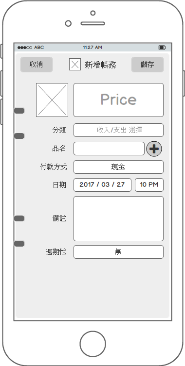 ABC 11:27 AM
取消 新增帳務 儲存
Price
分類 收入/支出 選擇
品名
付款方式 現金
日期 2017 / 03 / 27 10 PM
備註
週期性 無